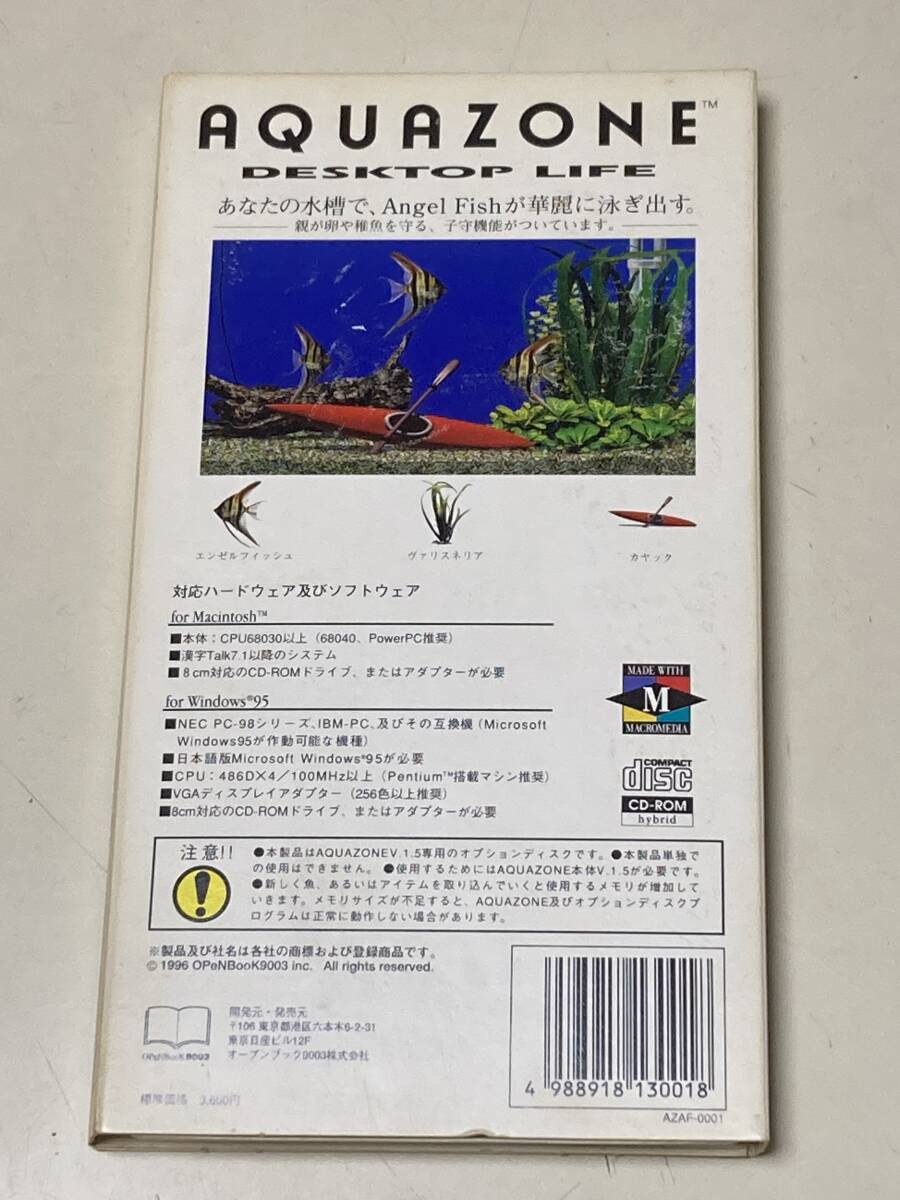 AQUAZONE™
DESKTOP LIFE
あなたの水槽で、Angel Fishが華麗に泳ぎ出す。
親が卵や稚魚を守る、子守機能がついています。
エンゼルフィッシュ
ヴァリスネリア
カヤック
対応ハードウェア及びソフトウェア
for Macintosh™
■本体：CPU68030以上（68040、PowerPC推奨）
■漢字Talk7.1以降のシステム
■8cm対応のCD-ROMドライブ、またはアダプターが必要
for Windows®95
■NEC PC-98シリーズ、IBM-PC、及びその互換機（Microsoft
Windows95が作動可能な機種）
■日本語版Microsoft Windows®95が必要
■CPU：486DX4／100MHz以上（Pentium™搭載マシン推奨）
■VGAディスプレイアダプター（256色以上推奨）
■8cm対応のCD-ROMドライブ、またはアダプターが必要
MADE WITH
M
MACROMEDIA
COMPACT
disc
CD-ROM
hybrid
注意!!
●本製品はAQUAZONEV.1.5専用のオプションディスクです。●本製品単独で
の使用はできません。●使用するためにはAQUAZONE本体V.1.5が必要です。
●新しく魚、あるいはアイテムを取り込んでいくと使用するメモリが増加して
いきます。メモリサイズが不足すると、AQUAZONE及びオプションディスクプ
ログラムは正常に動作しない場合があります。
※製品及び社名は各社の商標および登録商品です。
© 1996 OPeNBooK9003 inc. All rights reserved.
OPeNBooK 9003
開発元・発売元
〒106 東京都港区六本木6-2-31
東京日産ビル12F
オープンブック9003株式会社
標準価格 3,600円
4 988918 130018
AZAF-0001